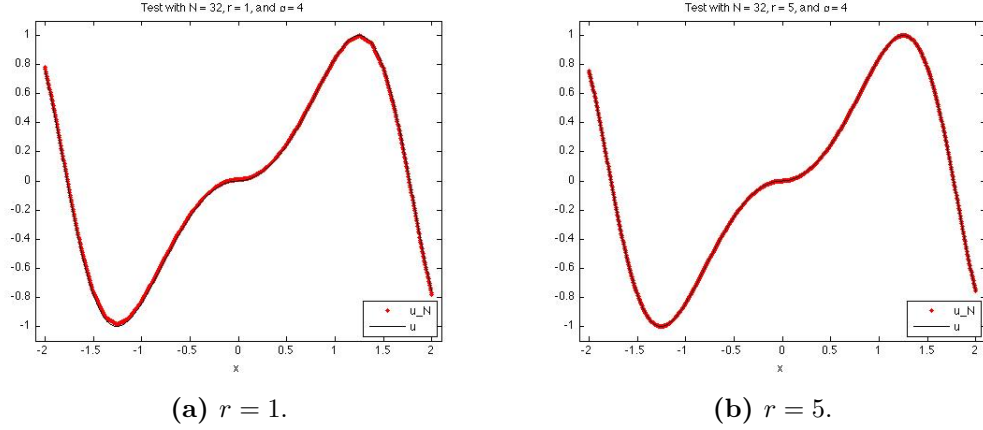 Test with N = 32, r = 1, and ø = 4
1
0.8
0.6
0.4
0.2
0
-0.2
-0.4
-0.6
-0.8
-1
-2 -1.5 -1 -0.5 0 0.5 1 1.5 2
x
u_N
u
(a) r = 1.
Test with N = 32, r = 5, and ø = 4
1
0.8
0.6
0.4
0.2
0
-0.2
-0.4
-0.6
-0.8
-1
-2 -1.5 -1 -0.5 0 0.5 1 1.5 2
x
u_N
u
(b) r = 5.